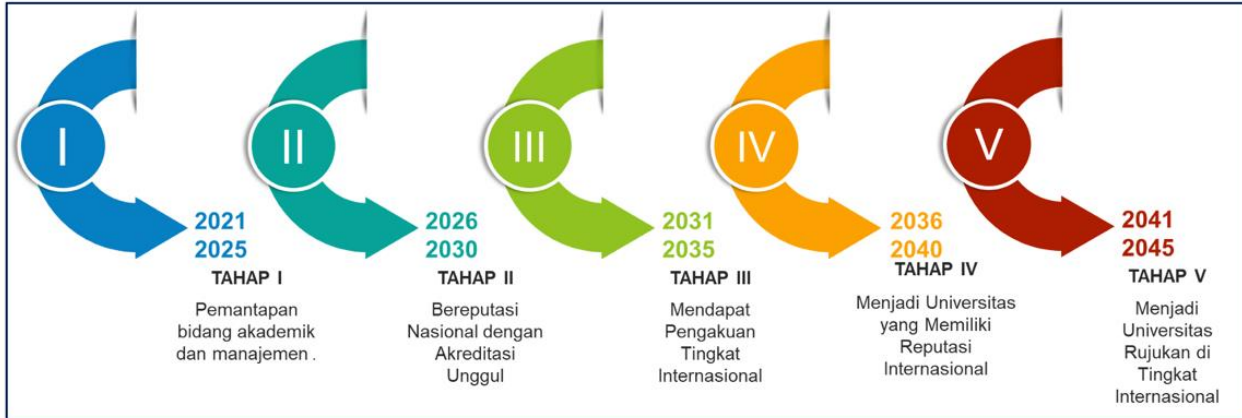 I
2021
2025
TAHAP I
Pemantapan
bidang akademik
dan manajemen .
II
2026
2030
TAHAP II
Bereputasi
Nasional dengan
Akreditasi
Unggul
III
2031
2035
TAHAP III
Mendapat
Pengakuan
Tingkat
Internasional
IV
2036
2040
TAHAP IV
Menjadi Universitas
yang Memiliki
Reputasi
Internasional
V
2041
2045
TAHAP V
Menjadi
Universitas
Rujukan di
Tingkat
Internasional